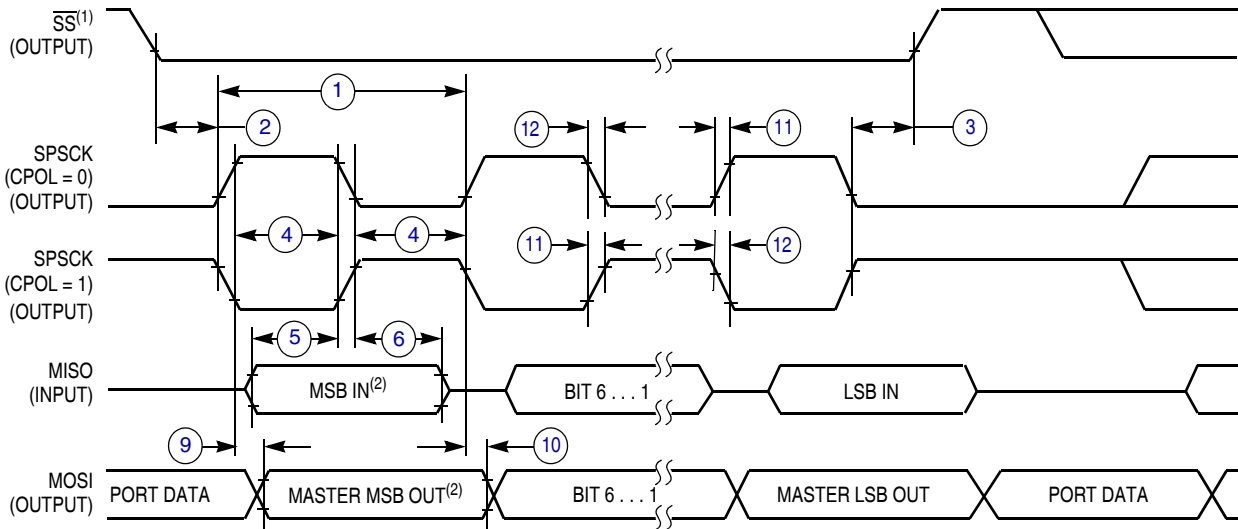 SS(1)
(OUTPUT)
1
2
12
11
3
SPSCK
(CPOL = 0)
(OUTPUT)
4
4
11
12
SPSCK
(CPOL = 1)
(OUTPUT)
5
6
MISO
(INPUT)
MSB IN(2)
BIT 6 . . . 1
LSB IN
9
10
MOSI
(OUTPUT)
PORT DATA
MASTER MSB OUT(2)
BIT 6 . . . 1
MASTER LSB OUT
PORT DATA